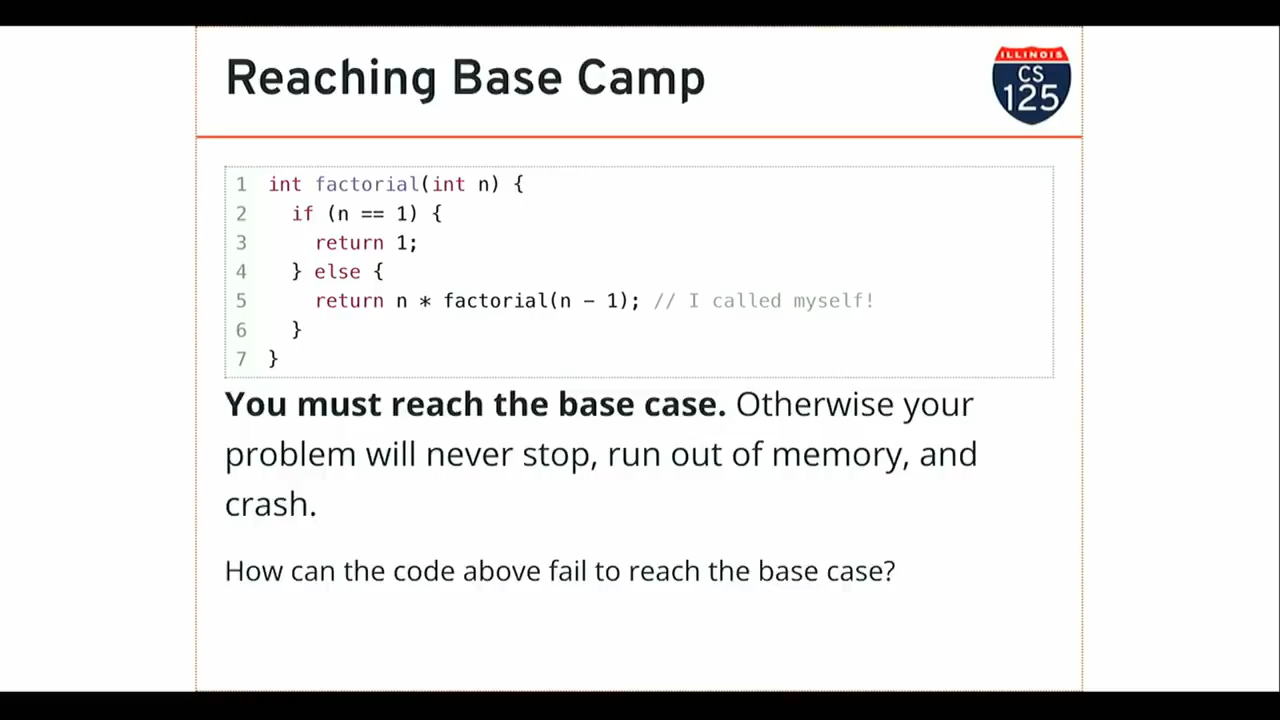 Reaching Base Camp
ILLINOIS
CS
125
1 int factorial(int n) {
2   if (n == 1) {
3     return 1;
4   } else {
5     return n * factorial(n - 1); // I called myself!
6   }
7 }
You must reach the base case. Otherwise your
problem will never stop, run out of memory, and
crash.
How can the code above fail to reach the base case?